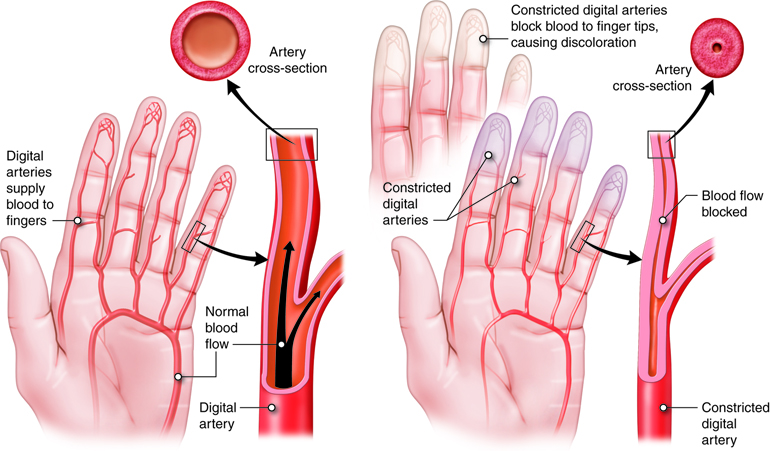 Artery
cross-section
Digital
arteries
supply
blood to
fingers
Normal
blood
flow
Digital
artery
Constricted digital arteries
block blood to finger tips,
causing discoloration
Artery
cross-section
Constricted
digital
arteries
Blood flow
blocked
Constricted
digital
artery